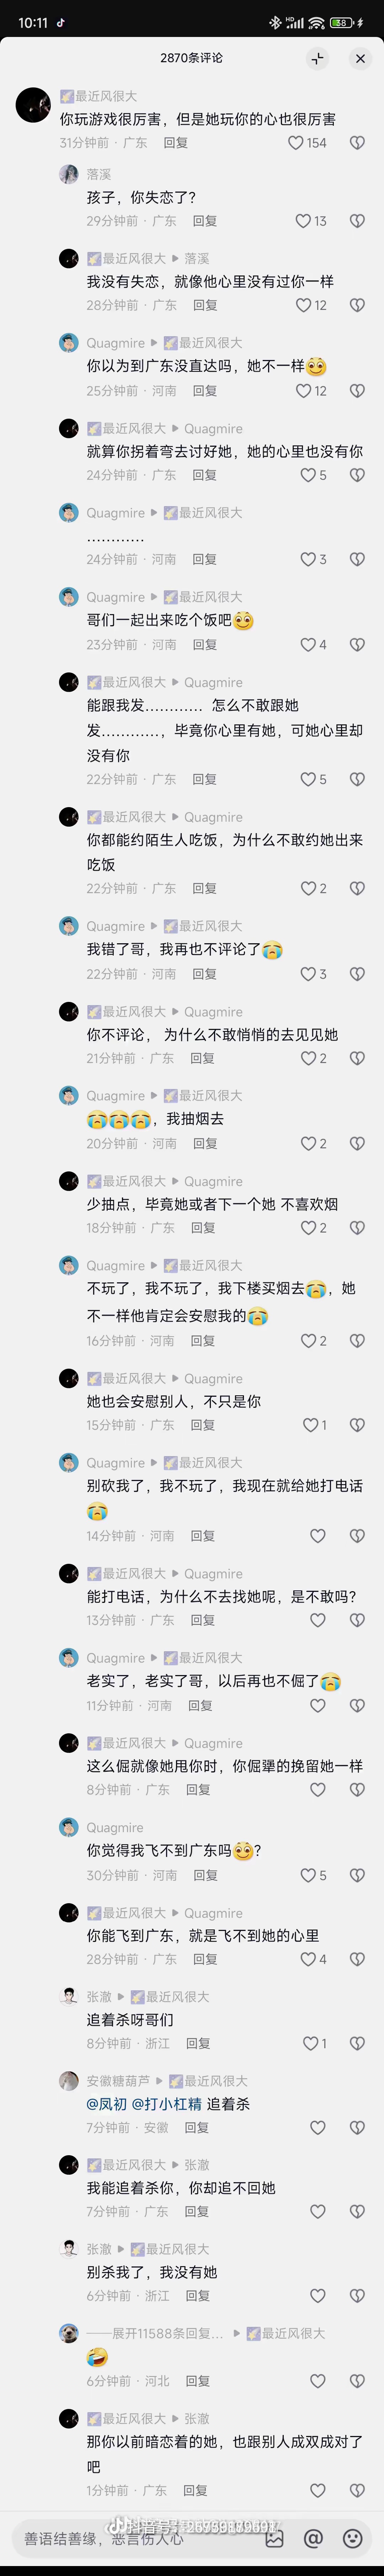 10:11
HD
58
2870条评论
最近风很大
你玩游戏很厉害，但是她玩你的心也很厉害
31分钟前 · 广东 回复 154
落溪
孩子，你失恋了？
29分钟前 · 广东 回复 13
最近风很大 ▶ 落溪
我没有失恋，就像他心里没有过你一样
28分钟前 · 广东 回复 12
Quagmire ▶ 最近风很大
你以为到广东没直达吗，她不一样
25分钟前 · 河南 回复 12
最近风很大 ▶ Quagmire
就算你拐着弯去讨好她，她的心里也没有你
24分钟前 · 广东 回复 5
Quagmire ▶ 最近风很大
…………
24分钟前 · 河南 回复 3
Quagmire ▶ 最近风很大
哥们一起出来吃个饭吧
23分钟前 · 河南 回复 4
最近风很大 ▶ Quagmire
能跟我发………… 怎么不敢跟她
发…………，毕竟你心里有她，可她心里却
没有你
22分钟前 · 广东 回复 5
最近风很大 ▶ Quagmire
你都能约陌生人吃饭，为什么不敢约她出来
吃饭
22分钟前 · 广东 回复 2
Quagmire ▶ 最近风很大
我错了哥，我再也不评论了😭
22分钟前 · 河南 回复 3
最近风很大 ▶ Quagmire
你不评论， 为什么不敢悄悄的去见见她
21分钟前 · 广东 回复 2
Quagmire ▶ 最近风很大
😭😭😭，我抽烟去
20分钟前 · 河南 回复 2
最近风很大 ▶ Quagmire
少抽点，毕竟她或者下一个她 不喜欢烟
18分钟前 · 广东 回复 2
Quagmire ▶ 最近风很大
不玩了，我不玩了，我下楼买烟去😭，她
不一样他肯定会安慰我的😭
16分钟前 · 河南 回复 2
最近风很大 ▶ Quagmire
她也会安慰别人，不只是你
15分钟前 · 广东 回复 1
Quagmire ▶ 最近风很大
别砍我了，我不玩了，我现在就给她打电话
😭
14分钟前 · 河南 回复
最近风很大 ▶ Quagmire
能打电话，为什么不去找她呢，是不敢吗？
13分钟前 · 广东 回复
Quagmire ▶ 最近风很大
老实了，老实了哥，以后再也不倔了😭
11分钟前 · 河南 回复
最近风很大 ▶ Quagmire
这么倔就像她甩你时，你倔犟的挽留她一样
8分钟前 · 广东 回复
Quagmire
你觉得我飞不到广东吗？
30分钟前 · 河南 回复 5
最近风很大 ▶ Quagmire
你能飞到广东，就是飞不到她的心里
28分钟前 · 广东 回复 4
张澈 ▶ 最近风很大
追着杀呀哥们
8分钟前 · 浙江 回复 1
安徽糖葫芦 ▶ 最近风很大
@凤初 @打小杠精 追着杀
7分钟前 · 安徽 回复
最近风很大 ▶ 张澈
我能追着杀你，你却追不回她
7分钟前 · 广东 回复
张澈 ▶ 最近风很大
别杀我了，我没有她
6分钟前 · 浙江 回复
——展开11588条回复... ▶ 最近风很大
🤣
6分钟前 · 河北 回复
最近风很大 ▶ 张澈
那你以前暗恋着的她，也跟别人成双成对了
吧
1分钟前 · 广东 回复
善语结善缘，恶言伤人心
抖音号：